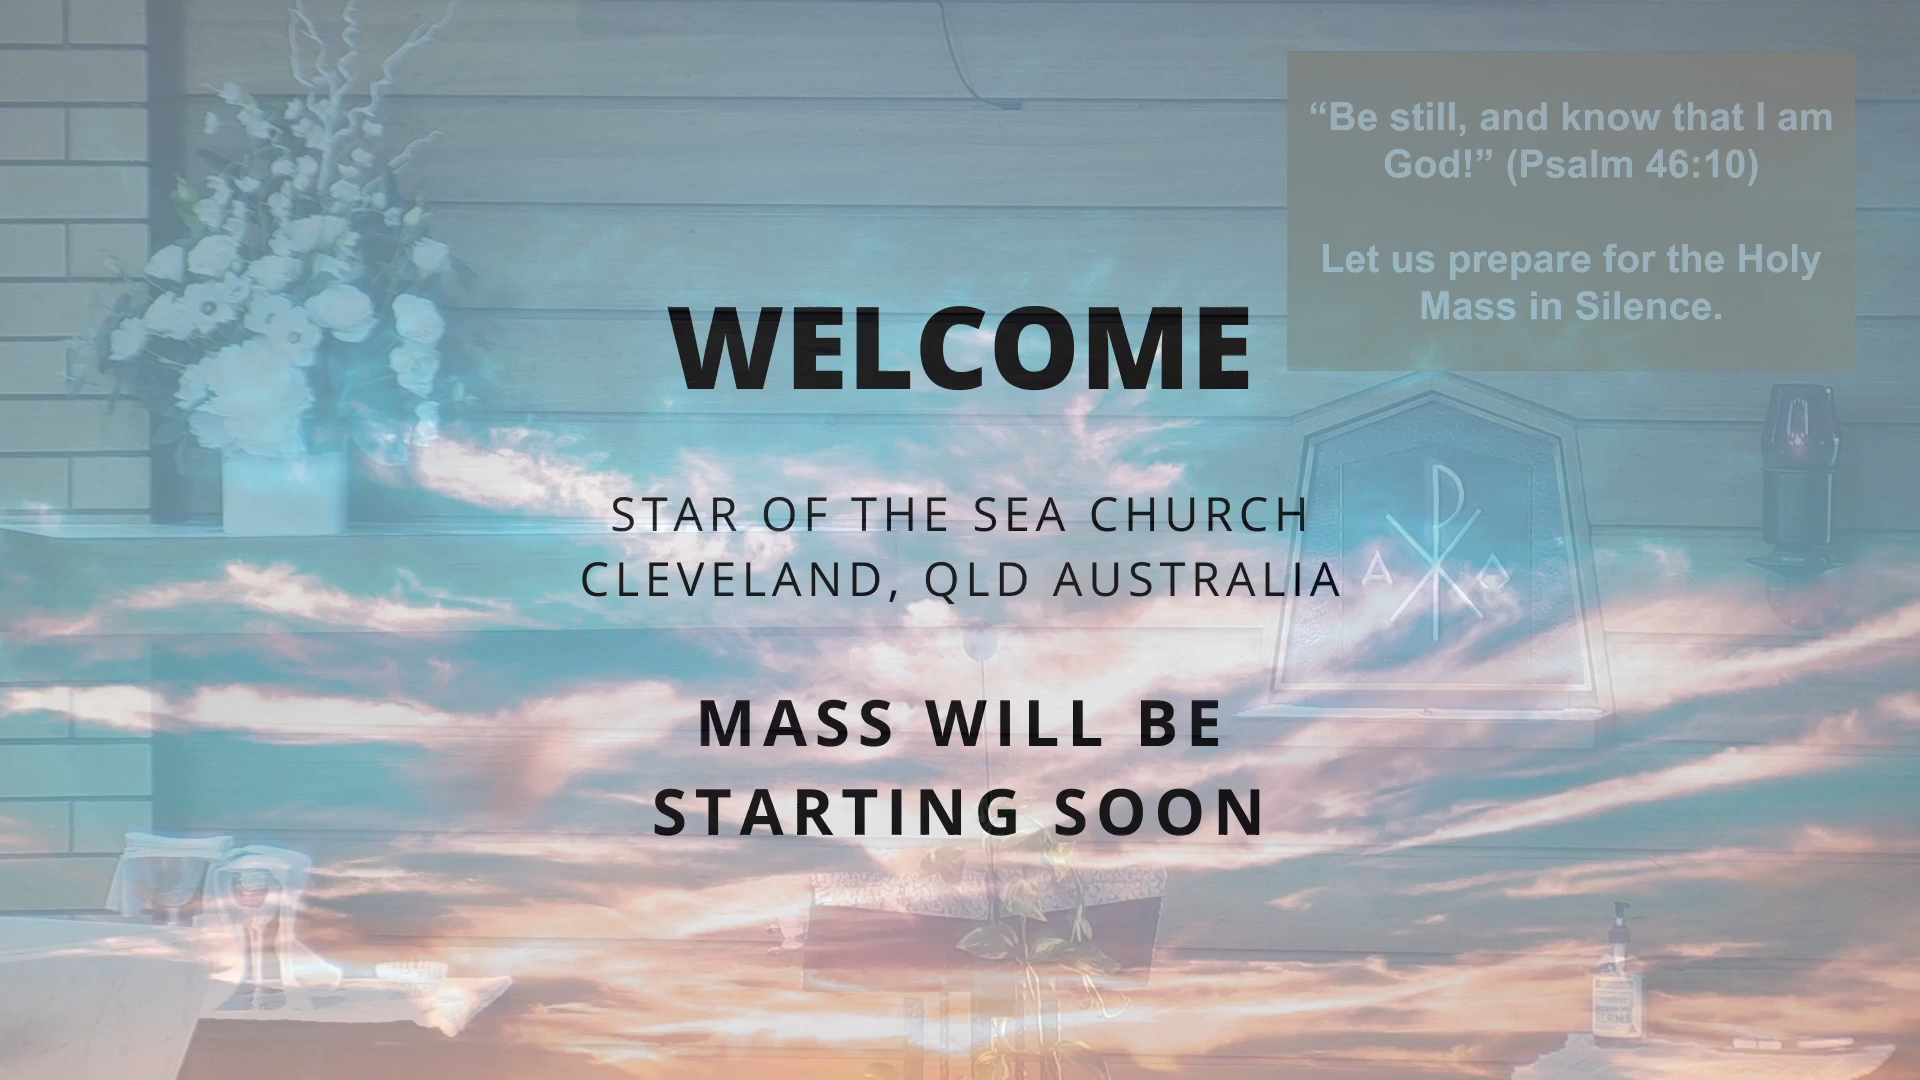 “Be still, and know that I am
God!” (Psalm 46:10)
Let us prepare for the Holy
Mass in Silence.
WELCOME
STAR OF THE SEA CHURCH
CLEVELAND, QLD AUSTRALIA
A
MASS WILL BE
STARTING SOON